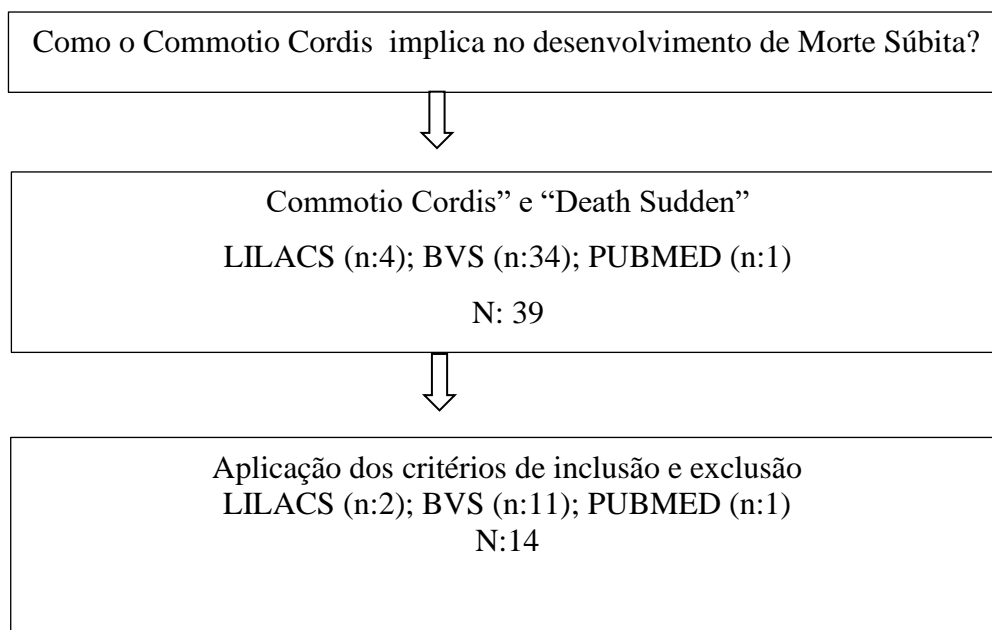 Como o Commotio Cordis  implica no desenvolvimento de Morte Súbita?
Commotio Cordis” e “Death Sudden”
LILACS (n:4); BVS (n:34); PUBMED (n:1)
N: 39
Aplicação dos critérios de inclusão e exclusão
LILACS (n:2); BVS (n:11); PUBMED (n:1)
N:14